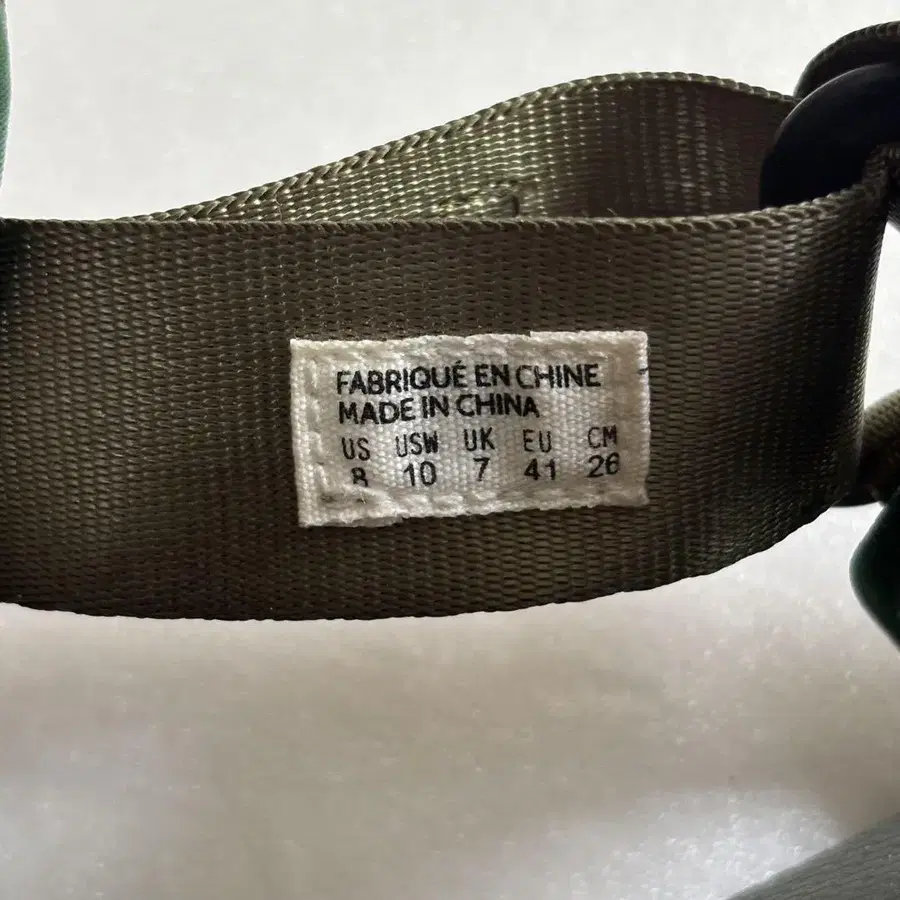 FABRIQUÉ EN CHINE
MADE IN CHINA
US USW UK EU CM
8 10 7 41 26